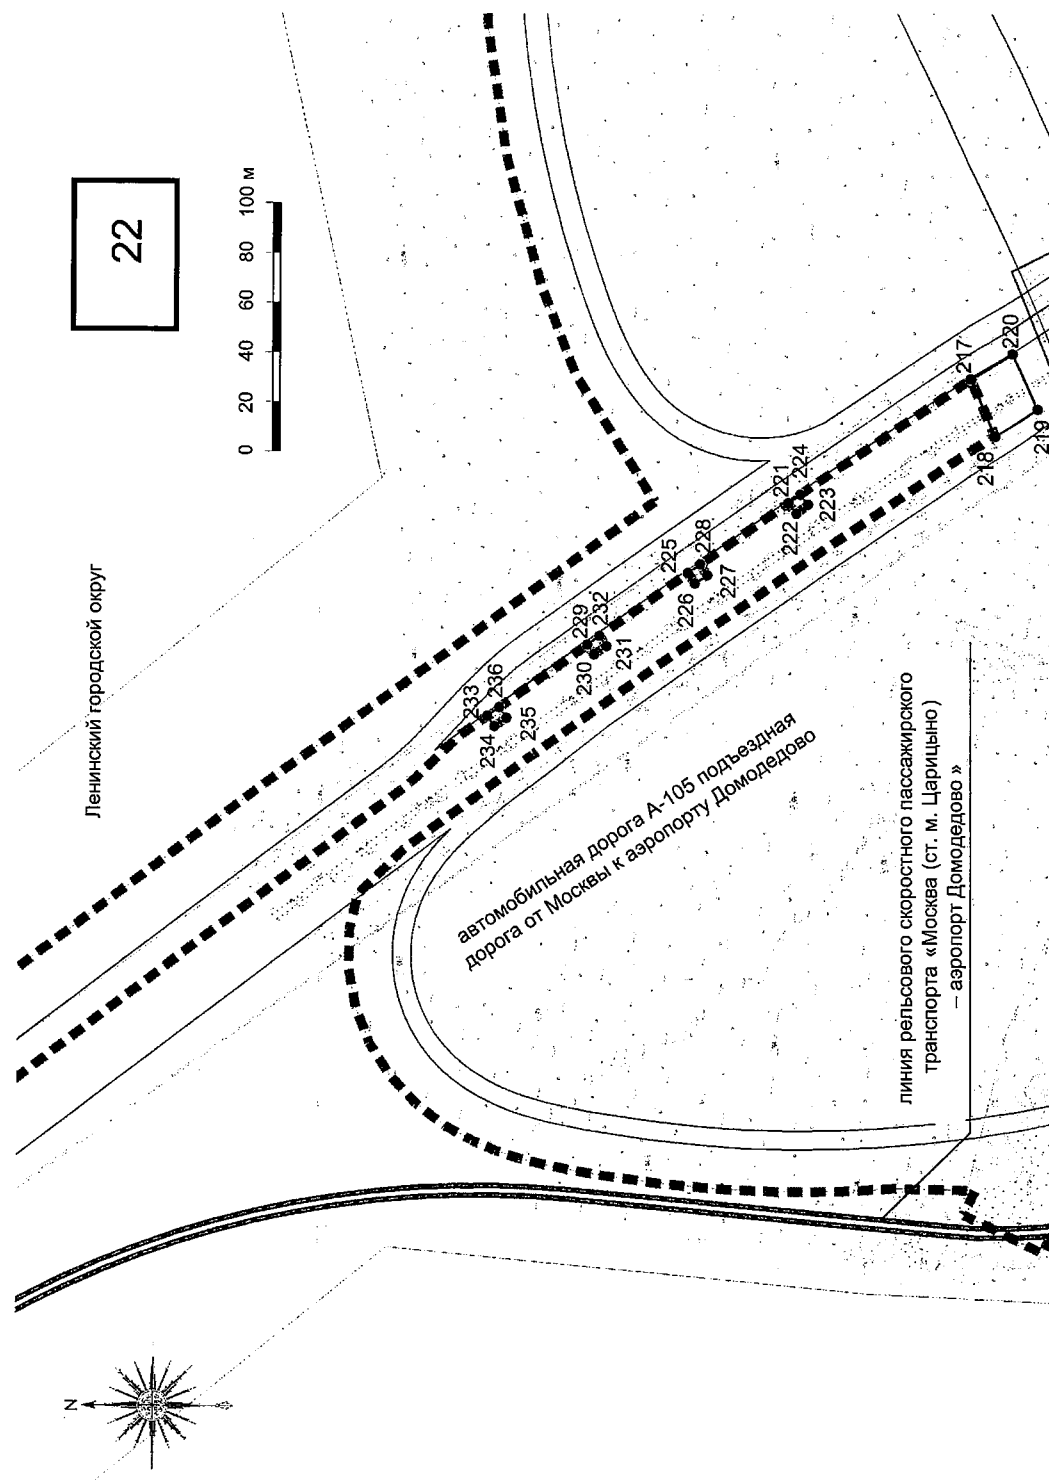 22
0 20 40 60 80 100 м
Ленинский городской округ
N
233
236
234
235
229
232
230
231
225
228
226
227
221
224
222
223
217
220
218
219
автомобильная дорога А-105 подъездная
дорога от Москвы к аэропорту Домодедово
линия рельсового скоростного пассажирского
транспорта «Москва (ст. м. Царицыно)
– аэропорт Домодедово »